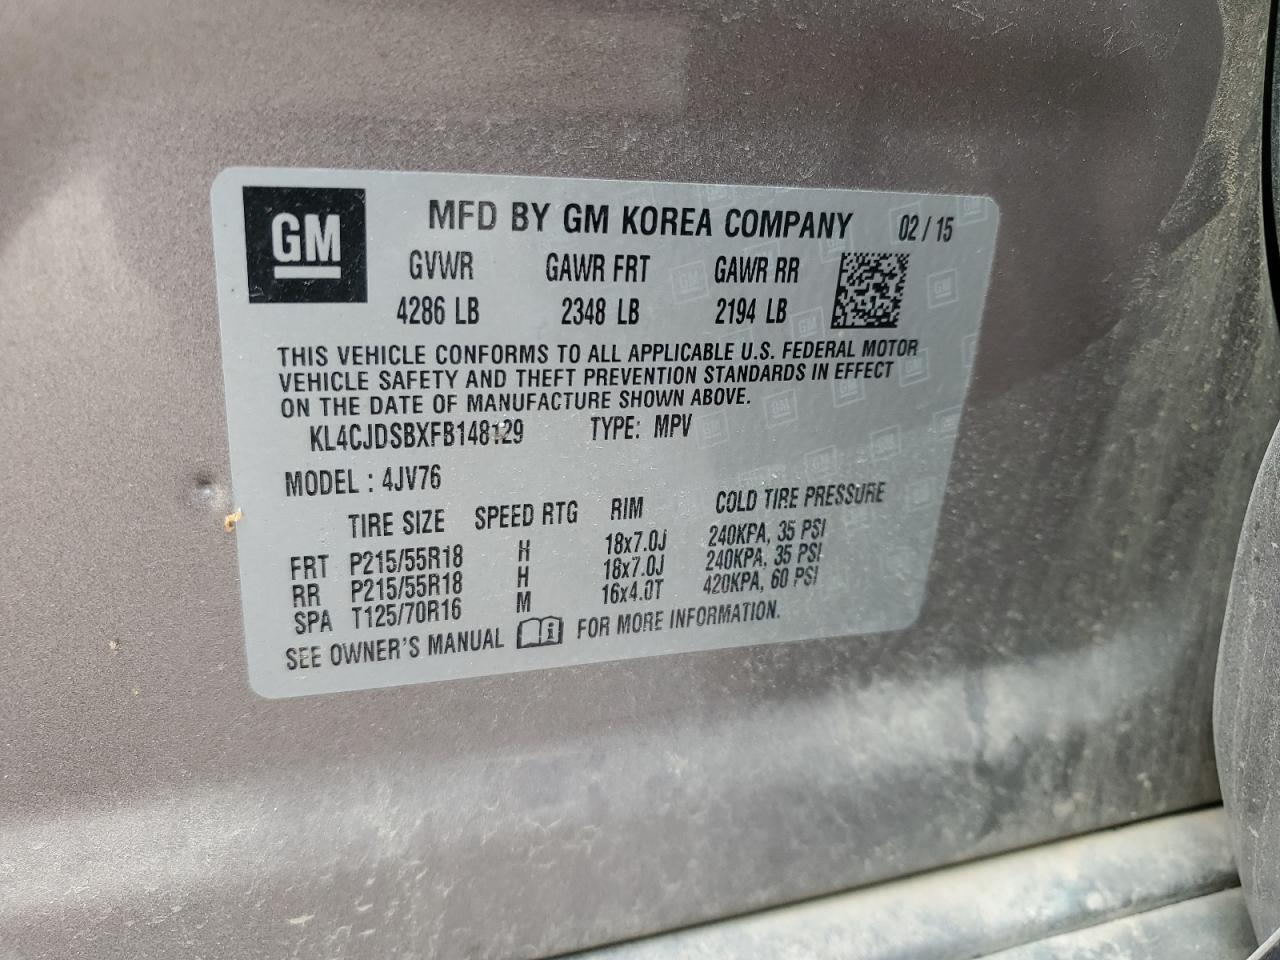 GM
MFD BY GM KOREA COMPANY 02 / 15
GVWR GAWR FRT GAWR RR
4286 LB 2348 LB 2194 LB
THIS VEHICLE CONFORMS TO ALL APPLICABLE U.S. FEDERAL MOTOR
VEHICLE SAFETY AND THEFT PREVENTION STANDARDS IN EFFECT
ON THE DATE OF MANUFACTURE SHOWN ABOVE.
KL4CJDSBXFB148129 TYPE: MPV
MODEL : 4JV76
TIRE SIZE SPEED RTG RIM COLD TIRE PRESSURE
FRT P215/55R18 H 18x7.0J 240KPA, 35 PSI
RR P215/55R18 H 18x7.0J 240KPA, 35 PSI
SPA T125/70R16 M 16x4.0T 420KPA, 60 PSI
SEE OWNER'S MANUAL FOR MORE INFORMATION.